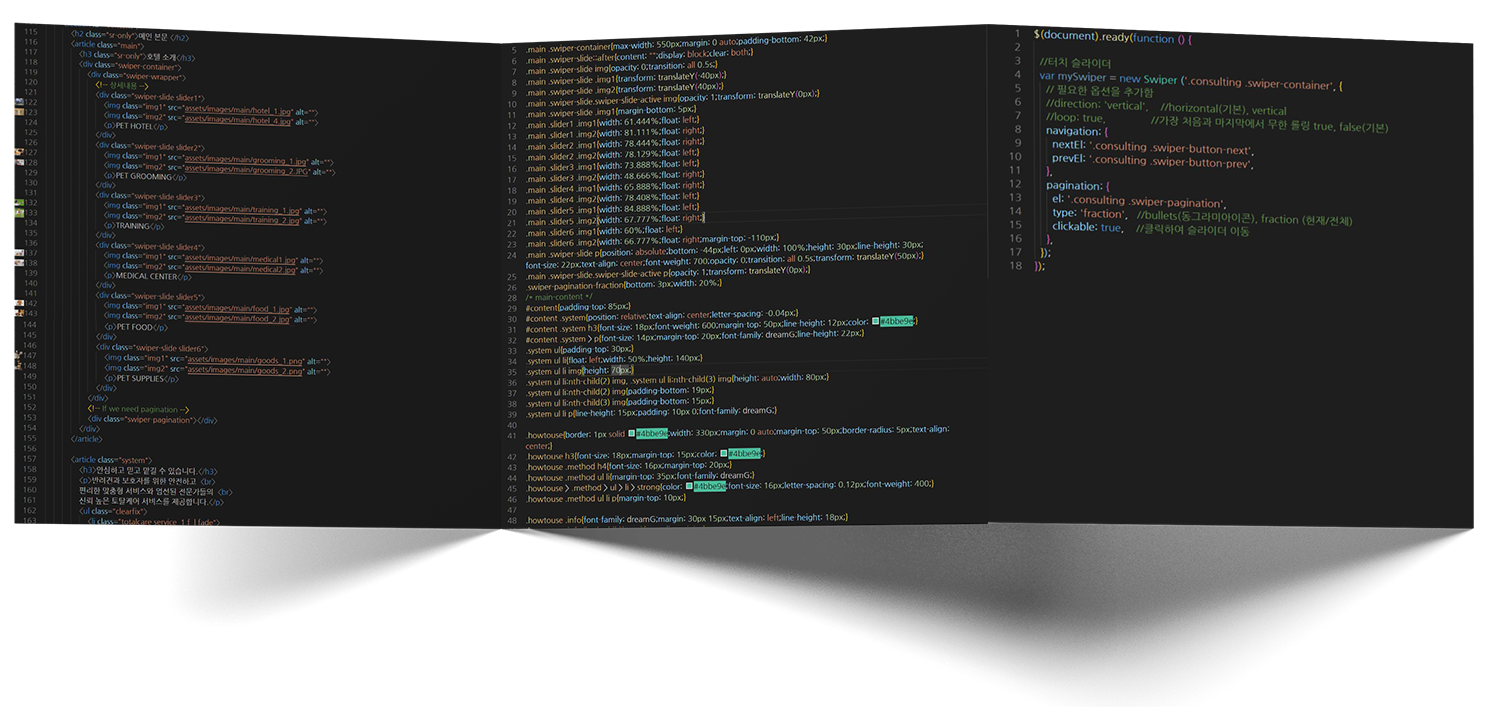 115
116 <h2 class="sr-only">메인 본문 </h2>
117 <article class="main">
118 <h3 class="sr-only">호텔 소개</h3>
119 <div class="swiper-container">
120 <div class="swiper-wrapper">
121 <!-- 상세내용 -->
122 <div class="swiper-slide slider1">
123 <img class="img1" src="assets/images/main/hotel_1.jpg" alt="">
124 <img class="img2" src="assets/images/main/hotel_4.jpg" alt="">
<p>PET HOTEL</p>
126 </div>
127 <div class="swiper-slide slider2">
128 <img class="img1" src="assets/images/main/grooming_1.jpg" alt="">
129 <img class="img2" src="assets/images/main/grooming_2.JPG" alt="">
130 <p>PET GROOMING</p>
131 </div>
132 <div class="swiper-slide slider3">
133 <img class="img1" src="assets/images/main/training_1.jpg" alt="">
134 <img class="img2" src="assets/images/main/training_2.jpg" alt="">
135 <p>TRAINING</p>
136 </div>
137 <div class="swiper-slide slider4">
138 <img class="img1" src="assets/images/main/medical1.jpg" alt="">
139 <img class="img2" src="assets/images/main/medical2.jpg" alt="">
140 <p>MEDICAL CENTER</p>
141 </div>
142 <div class="swiper-slide slider5">
143 <img class="img1" src="assets/images/main/food_1.jpg" alt="">
144 <img class="img2" src="assets/images/main/food_2.jpg" alt="">
145 <p>PET FOOD</p>
146 </div>
147 <div class="swiper-slide slider6">
148 <img class="img1" src="assets/images/main/goods_1.png" alt="">
149 <img class="img2" src="assets/images/main/goods_2.png" alt="">
150 <p>PET SUPPLIES</p>
151 </div>
152 </div>
153 <!-- If we need pagination -->
154 <div class="swiper-pagination"></div>
155 </div>
156 </article>
157 <article class="system">
158 <h3>안심하고 믿고 맡길 수 있습니다.</h3>
159 <p>반려견과 보호자를 위한 안전하고 <br>
160 편리한 맞춤형 서비스와 엄선된 전문가들의 <br>
161 신뢰 높은 토탈케어 서비스를 제공합니다.</p>
162 <ul class="clearfix">
163 <li class="totalcare_service_1 f_l fade">
5 .main .swiper-container{max-width: 550px;margin: 0 auto;padding-bottom: 42px;}
6 .main .swiper-slide::after{content: "";display: block;clear: both;}
7 .main .swiper-slide img{opacity: 0;transition: all 0.5s;}
8 .main .swiper-slide .img1{transform: translateY(-40px);}
9 .main .swiper-slide .img2{transform: translateY(40px);}
10 .main .swiper-slide.swiper-slide-active img{opacity: 1;transform: translateY(0px);}
11 .main .swiper-slide .img1{margin-bottom: 5px;}
12 .main .slider1 .img1{width: 61.444%;float: left;}
13 .main .slider1 .img2{width: 81.111%;float: right;}
14 .main .slider2 .img1{width: 78.444%;float: right;}
15 .main .slider2 .img2{width: 78.129%;float: left;}
16 .main .slider3 .img1{width: 73.888%;float: left;}
17 .main .slider3 .img2{width: 48.666%;float: right;}
18 .main .slider4 .img1{width: 65.888%;float: right;}
19 .main .slider4 .img2{width: 78.408%;float: left;}
20 .main .slider5 .img1{width: 84.888%;float: left;}
21 .main .slider5 .img2{width: 67.777%;float: right;}
22 .main .slider6 .img1{width: 60%;float: left;}
23 .main .slider6 .img2{width: 66.777%;float: right;margin-top: -110px;}
24 .main .swiper-slide p{position: absolute;bottom: -44px;left: 0px;width: 100%;height: 30px;line-height: 30px;
font-size: 22px;text-align: center;font-weight: 700;opacity: 0;transition: all 0.5s;transform: translateY(50px);}
25 .main .swiper-slide.swiper-slide-active p{opacity: 1;transform: translateY(0px);}
26 .swiper-pagination-fraction{bottom: 3px;width: 20%;}
28 /* main-content */
29 #content{padding-top: 85px;}
30 #content .system{position: relative;text-align: center;letter-spacing: -0.04px;}
31 #content .system h3{font-size: 18px;font-weight: 600;margin-top: 50px;line-height: 12px;color: #4bbe9e;}
32 #content .system > p{font-size: 14px;margin-top: 20px;font-family: dreamG;line-height: 22px;}
33 .system ul{padding-top: 30px;}
34 .system ul li{float: left;width: 50%;height: 140px;}
35 .system ul li img{height: 70px;}
36 .system ul li:nth-child(2) img, .system ul li:nth-child(3) img{height: auto;width: 80px;}
37 .system ul li:nth-child(2) img{padding-bottom: 19px;}
38 .system ul li:nth-child(3) img{padding-bottom: 15px;}
39 .system ul li p{line-height: 15px;padding: 10px 0;font-family: dreamG;}
40
41 .howtouse{border: 1px solid #4bbe9e;width: 330px;margin: 0 auto;margin-top: 50px;border-radius: 5px;text-align:
center;}
42 .howtouse h3{font-size: 18px;margin-top: 15px;color: #4bbe9e;}
43 .howtouse .method h4{font-size: 16px;margin-top: 20px;}
44 .howtouse .method ul li{margin-top: 35px;font-family: dreamG;}
45 .howtouse > .method > ul > li > strong{color: #4bbe9e;font-size: 16px;letter-spacing: 0.12px;font-weight: 400;}
46 .howtouse .method ul li p{margin-top: 10px;}
47
48 .howtouse .info{font-family: dreamG;margin: 30px 15px;text-align: left;line-height: 18px;}
1 $(document).ready(function () {
2
3 //터치 슬라이더
4 var mySwiper = new Swiper ('.consulting .swiper-container', {
5 // 필요한 옵션을 추가함
6 //direction: 'vertical', //horizontal(기본), vertical
7 //loop: true, //가장 처음과 마지막에서 무한 롤링 true, false(기본)
8 navigation: {
9 nextEl: '.consulting .swiper-button-next',
10 prevEl: '.consulting .swiper-button-prev',
11 },
12 pagination: {
13 el: '.consulting .swiper-pagination',
14 type: 'fraction', //bullets(동그라미아이콘), fraction (현재/전체)
15 clickable: true, //클릭하여 슬라이더 이동
16 },
17 });
18 });